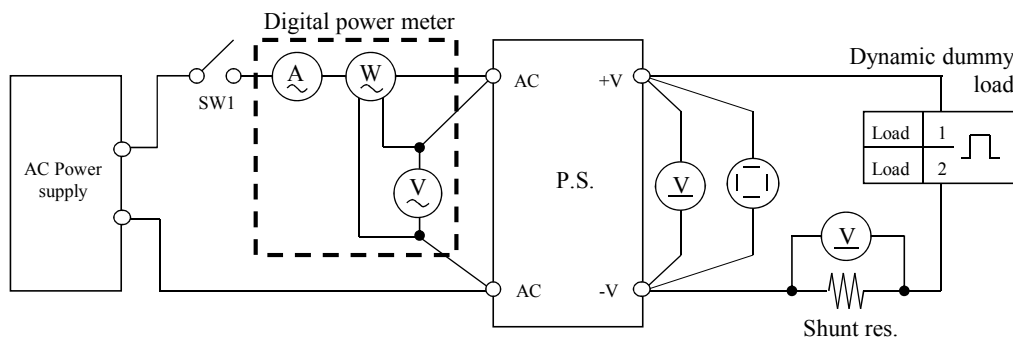 Digital power meter
Dynamic dummy
load
A
W
AC
+V
SW1
Load 1
Load 2
AC Power
supply
V
P.S.
V
V
AC
-V
Shunt res.